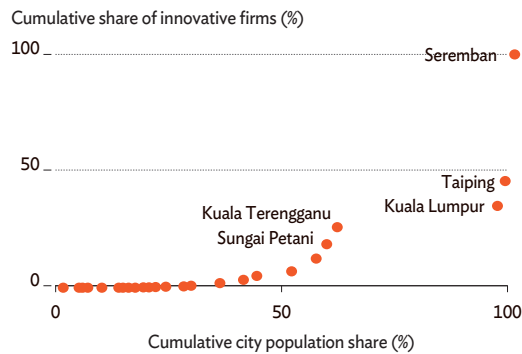 Cumulative share of innovative firms (%)
100
Seremban
50
Taiping
Kuala Lumpur
Kuala Terengganu
Sungai Petani
0
0 50 100
Cumulative city population share (%)